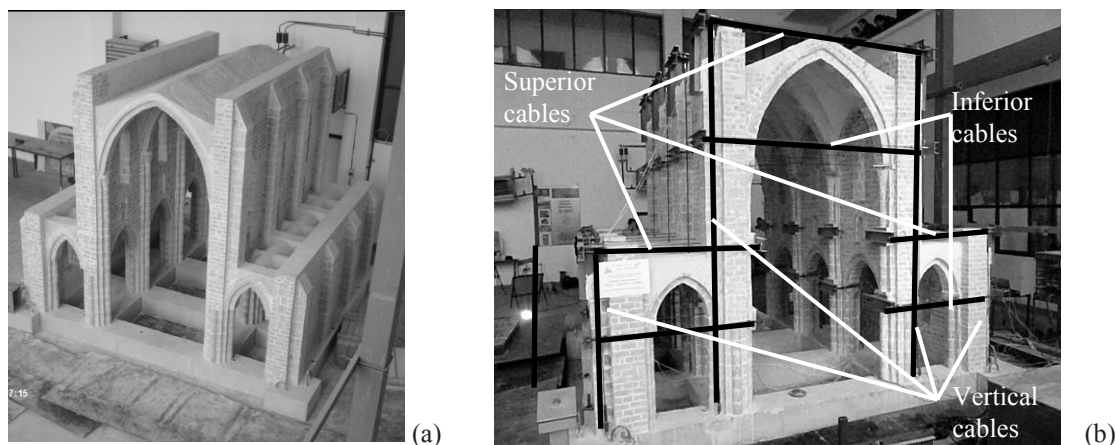 Superior
cables
Inferior
cables
Vertical
cables
7:15
(a)
(b)